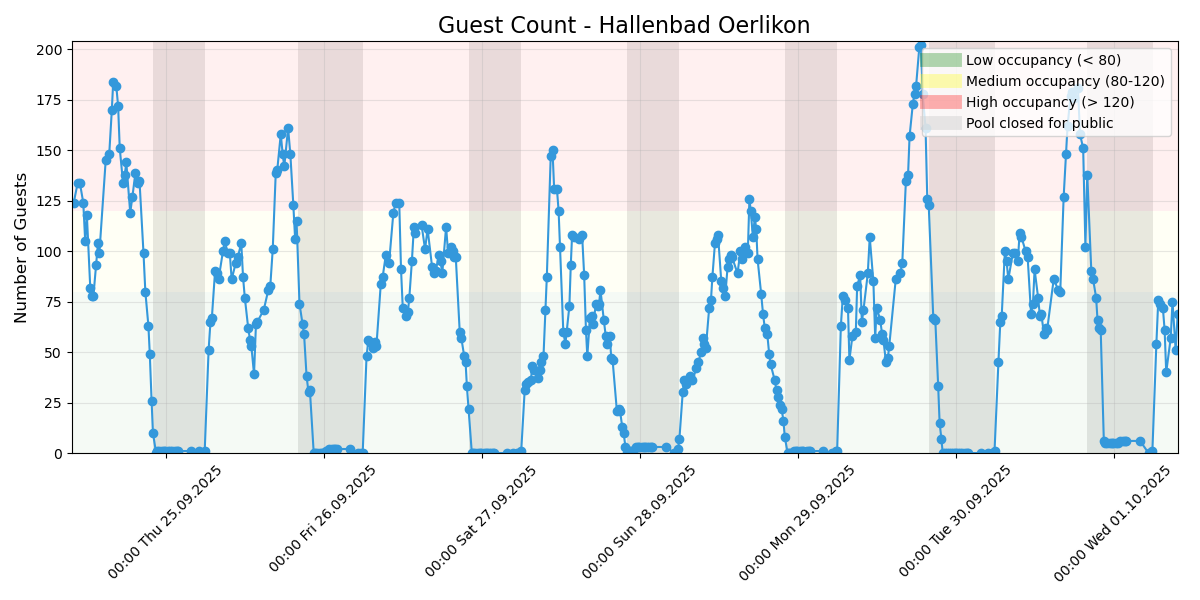 Guest Count - Hallenbad Oerlikon
Number of Guests
200
175
150
125
100
75
50
25
0
Low occupancy (< 80)
Medium occupancy (80-120)
High occupancy (> 120)
Pool closed for public
00:00 Thu 25.09.2025
00:00 Fri 26.09.2025
00:00 Sat 27.09.2025
00:00 Sun 28.09.2025
00:00 Mon 29.09.2025
00:00 Tue 30.09.2025
00:00 Wed 01.10.2025